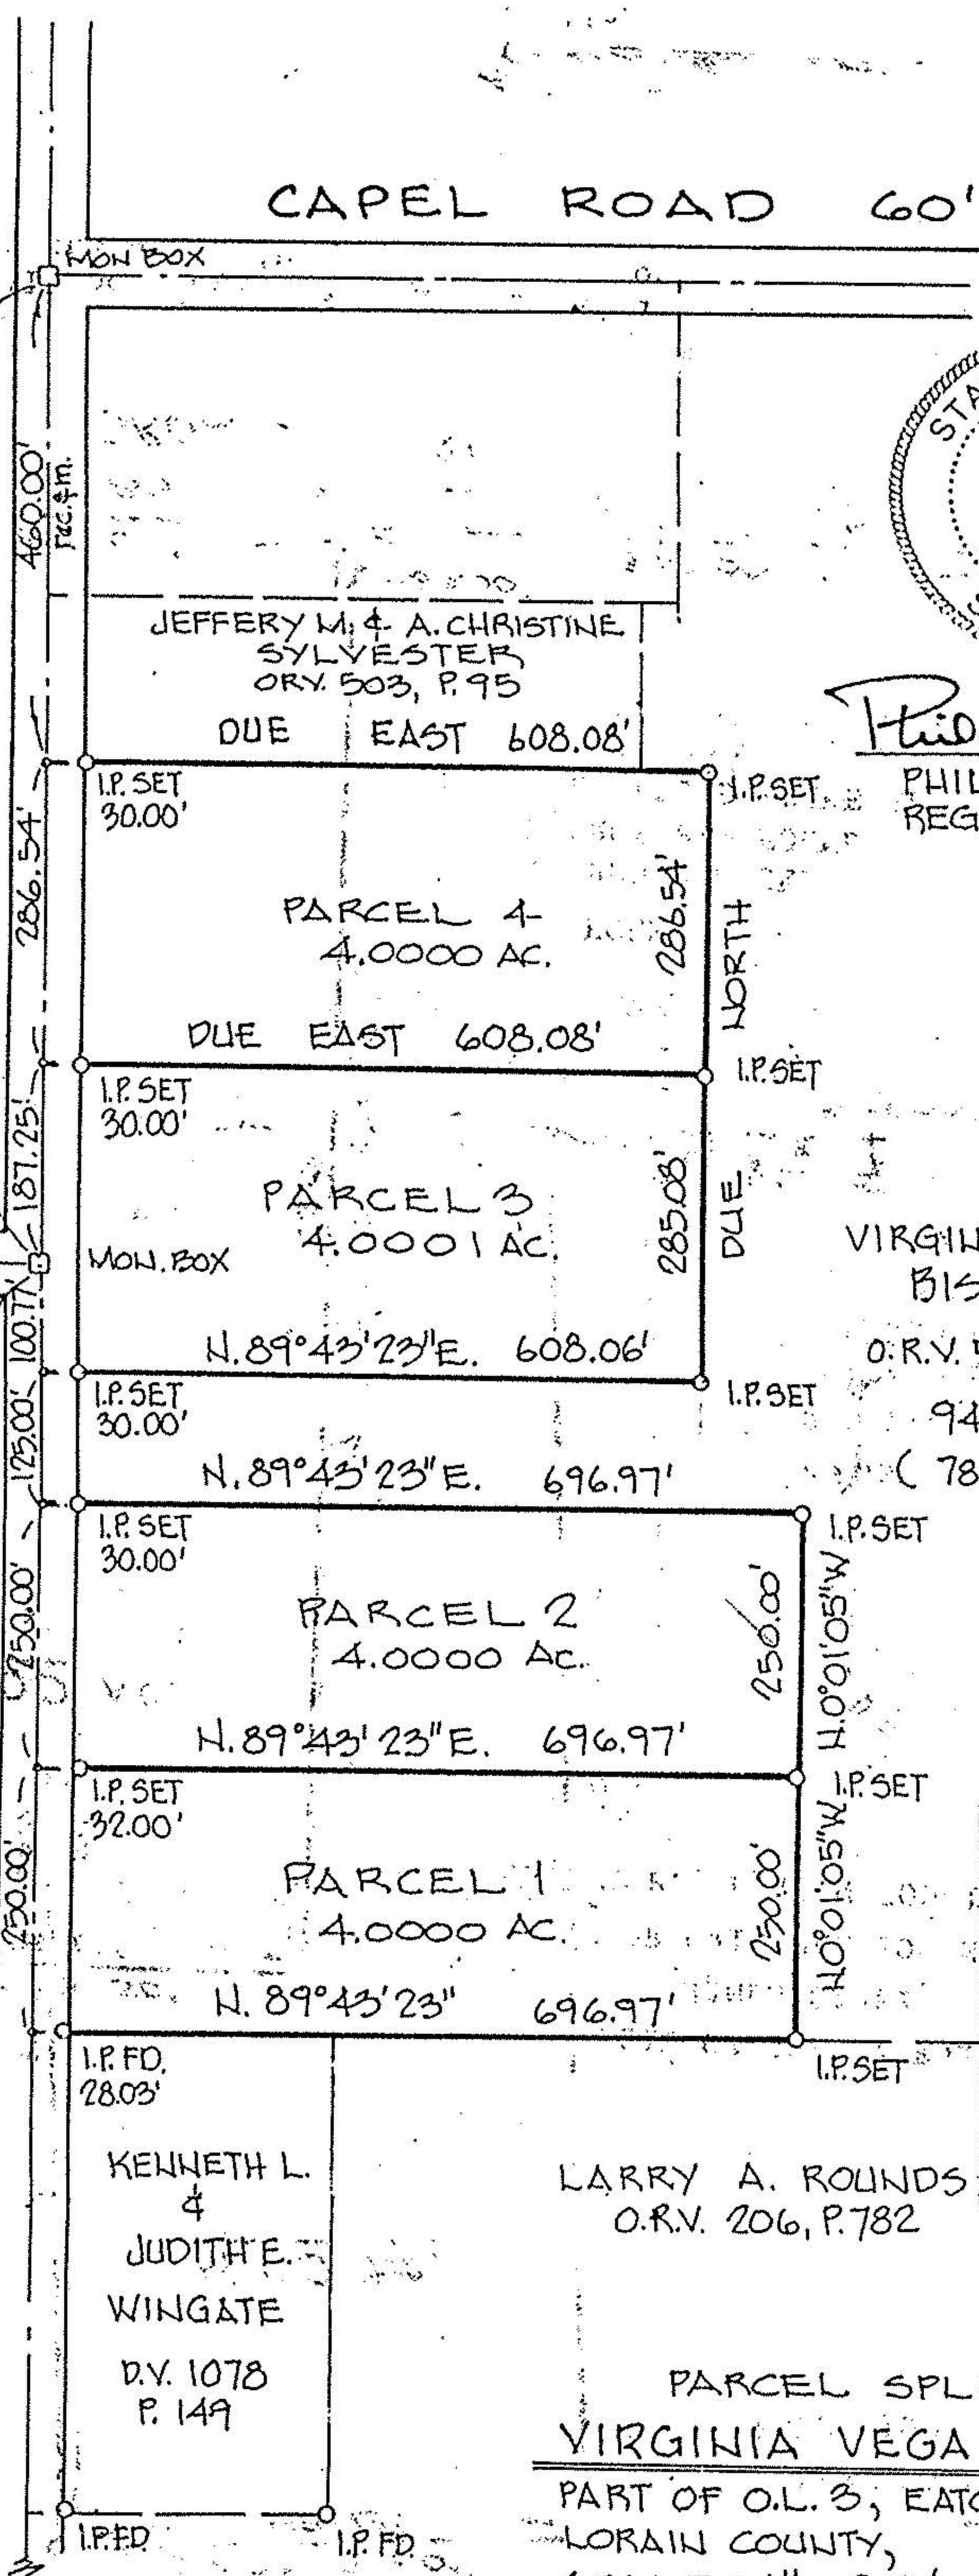 CAPEL ROAD 60'
MON BOX
460.00'
rec. & m.
STA
JEFFERY M. & A. CHRISTINE
SYLVESTER
ORV. 503, P. 95
DUE EAST 608.08'
Phil
PHIL
REG
I.P. SET
30.00'
I.P. SET
286.54'
PARCEL 4
4.0000 AC.
286.54'
NORTH
DUE EAST 608.08'
I.P. SET
30.00'
I.P. SET
187.25'
PARCEL 3
4.0001 AC.
285.08'
DUE
MON. BOX
100.77'
VIRGIN
BIS
O.R.V.
94
( 78
N. 89°43'23"E. 608.06'
I.P. SET
30.00'
I.P. SET
125.00'
N. 89°43'23"E. 696.97'
I.P. SET
30.00'
I.P. SET
250.00'
PARCEL 2
4.0000 AC.
250.00'
N.0°01'05"W
N. 89°43'23"E. 696.97'
I.P. SET
32.00'
I.P. SET
250.00'
PARCEL 1
4.0000 AC.
250.00'
N.0°01'05"W
N. 89°43'23" 696.97'
I.P. FD.
28.03'
I.P. SET
KENNETH L.
&
JUDITH E.
WINGATE
D.V. 1078
P. 149
LARRY A. ROUNDS
O.R.V. 206, P. 782
I.P. FD.
I.P. FD.
PARCEL SPL
VIRGINIA VEGA
PART OF O.L. 3, EATO
LORAIN COUNTY,